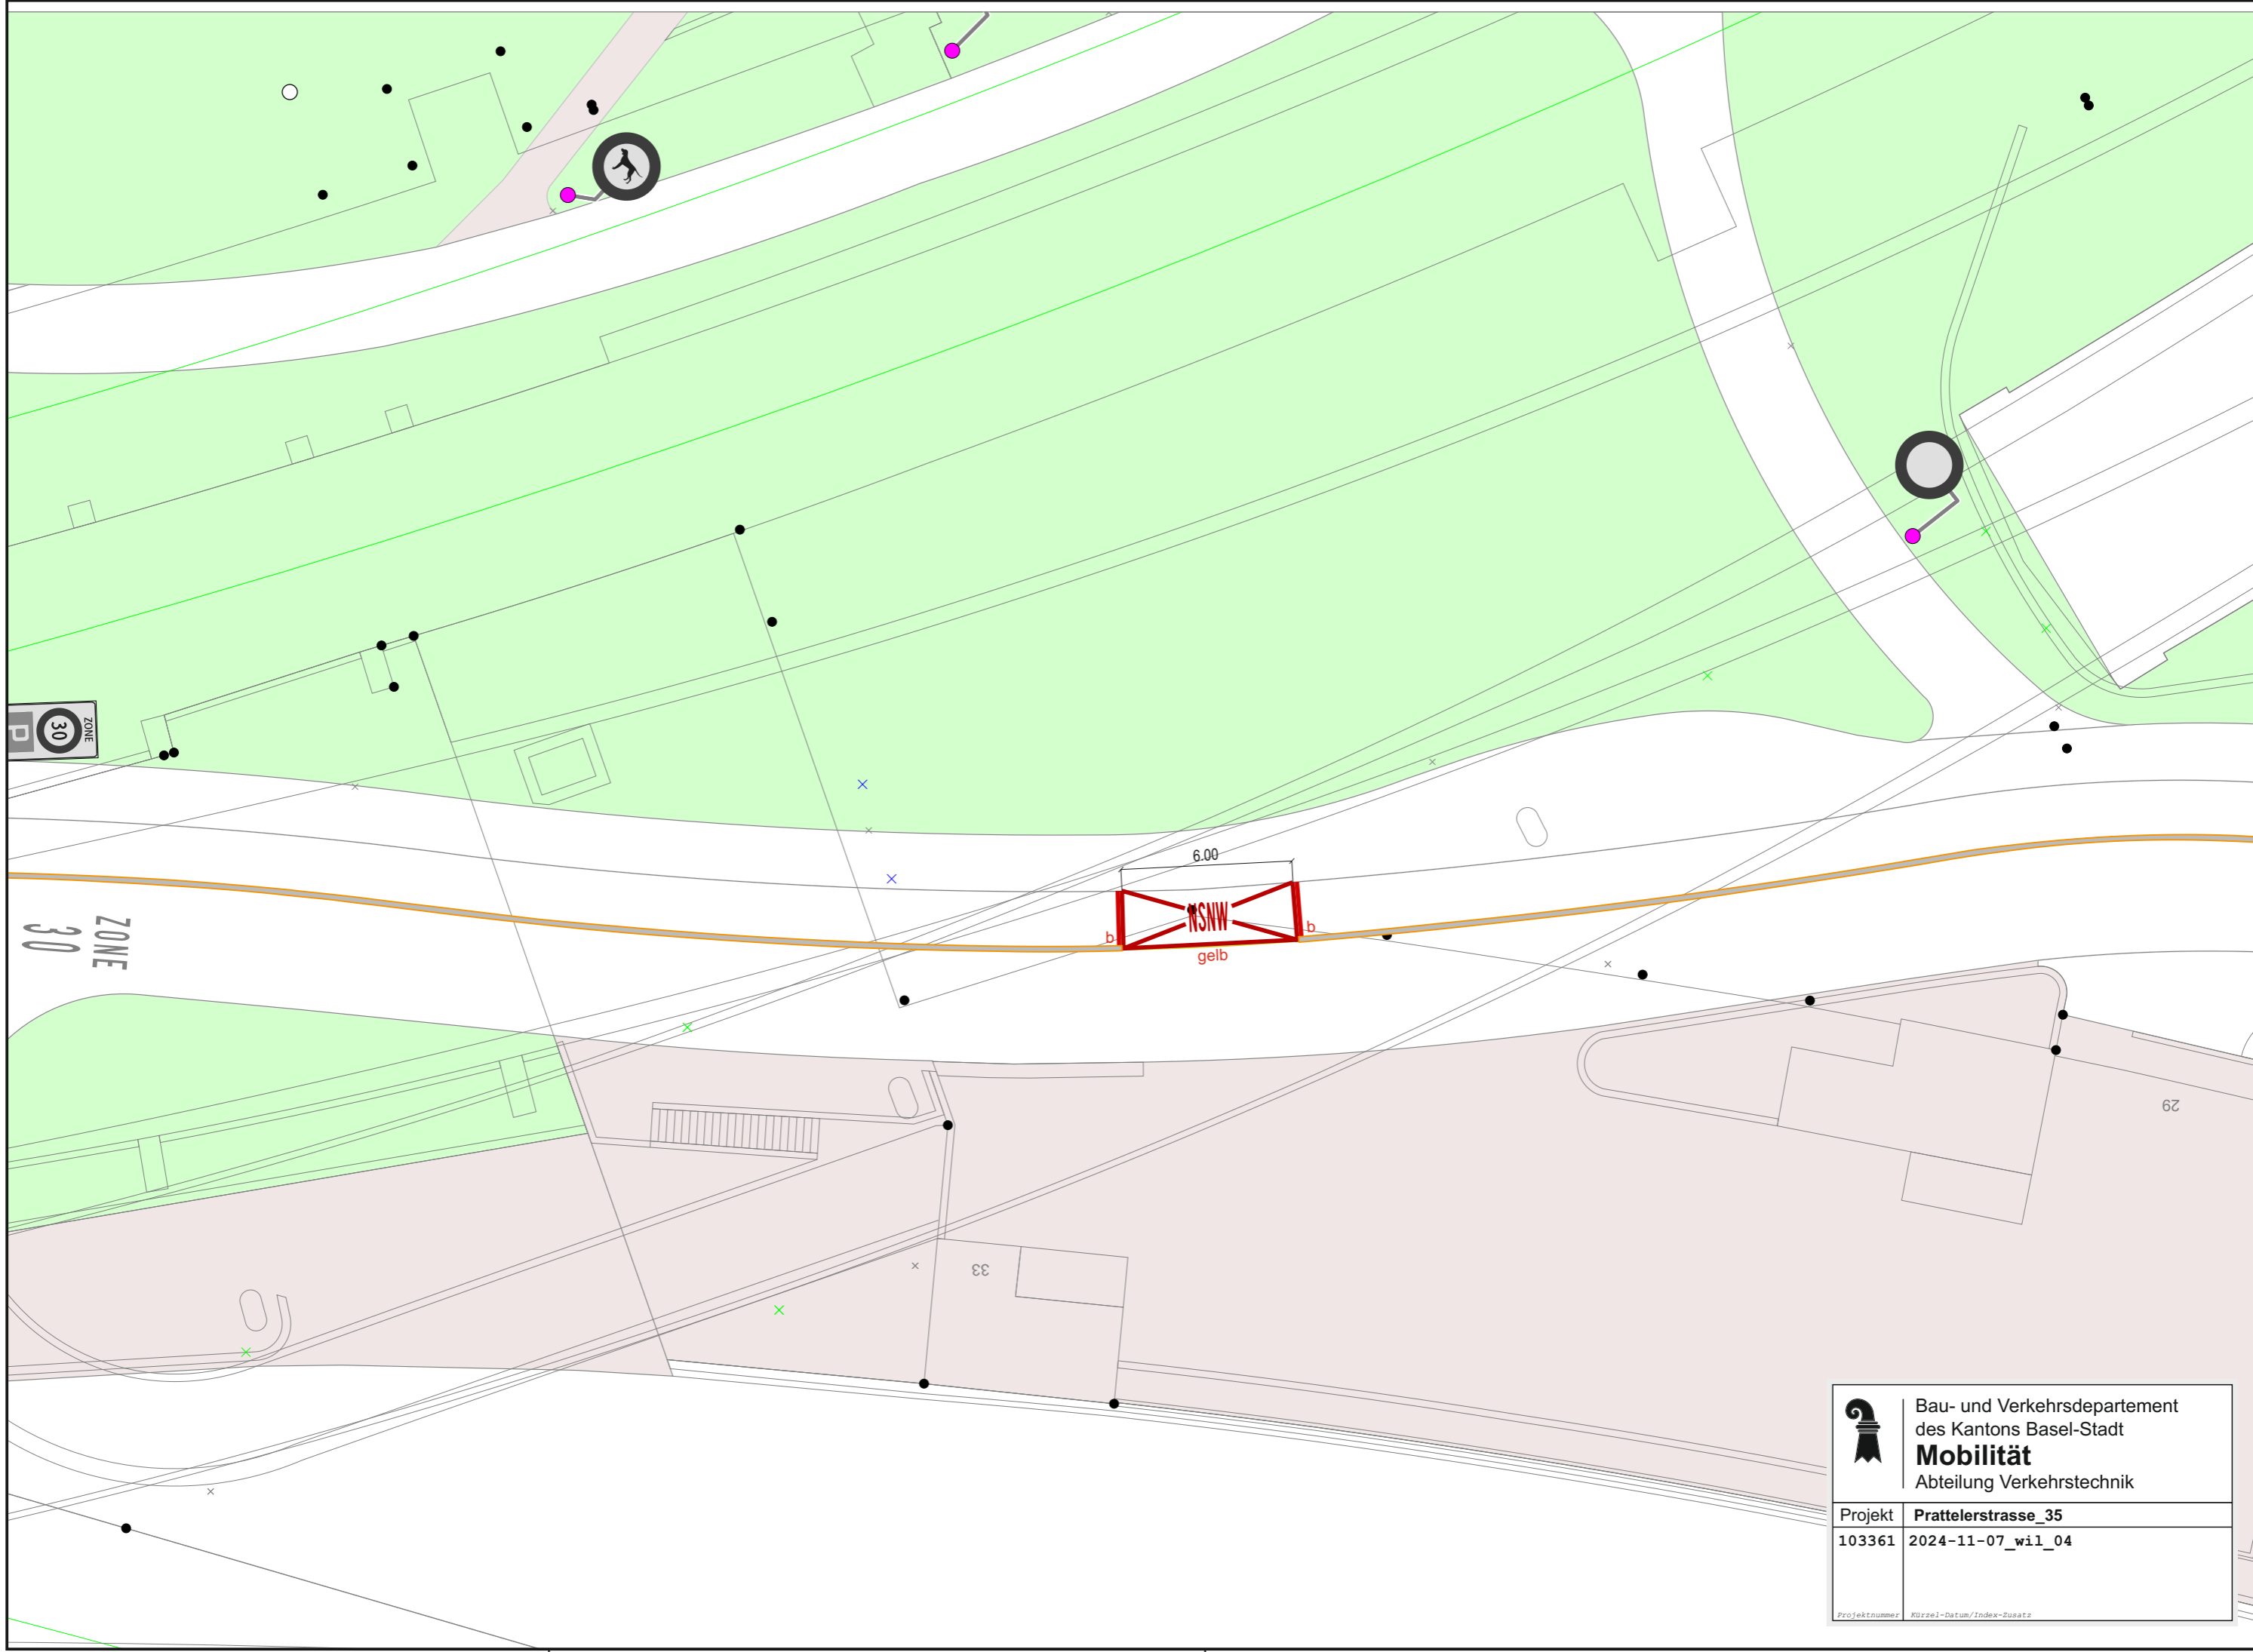 ZONE
30
P
6.00
NSNW
b
b
gelb
ZONE
30
29
33
Bau- und Verkehrsdepartement
des Kantons Basel-Stadt
Mobilität
Abteilung Verkehrstechnik
Projekt Prattelerstrasse_35
103361 2024-11-07_wil_04
Projektnummer Kürzel-Datum/Index-Zusatz